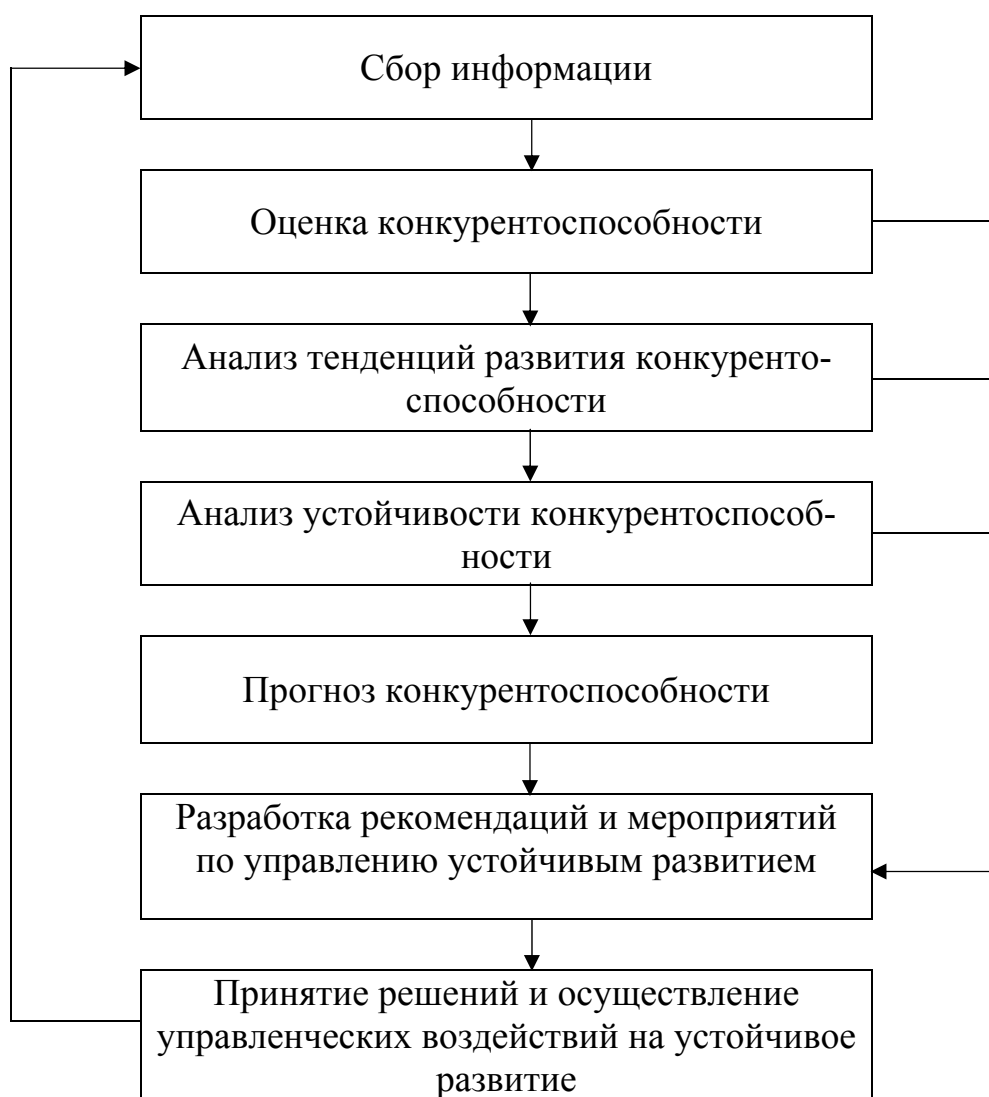 Сбор информации
Оценка конкурентоспособности
Анализ тенденций развития конкуренто-
способности
Анализ устойчивости конкурентоспособ-
ности
Прогноз конкурентоспособности
Разработка рекомендаций и мероприятий
по управлению устойчивым развитием
Принятие решений и осуществление
управленческих воздействий на устойчивое
развитие